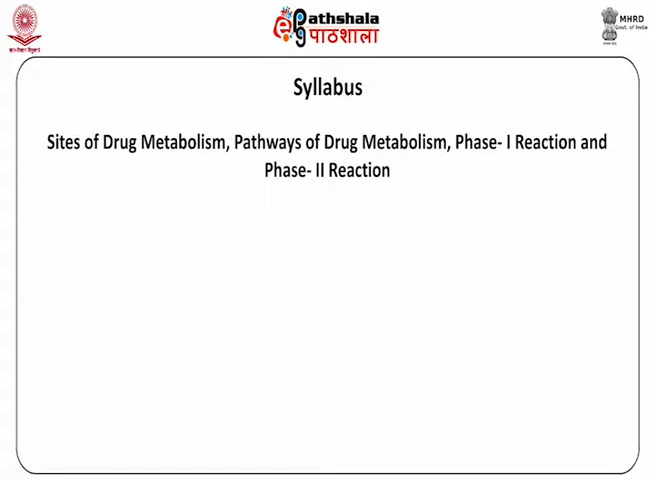 ePG
athshala
पाठशाला
MHRD
Govt. of India
Syllabus
Sites of Drug Metabolism, Pathways of Drug Metabolism, Phase- I Reaction and
Phase- II Reaction